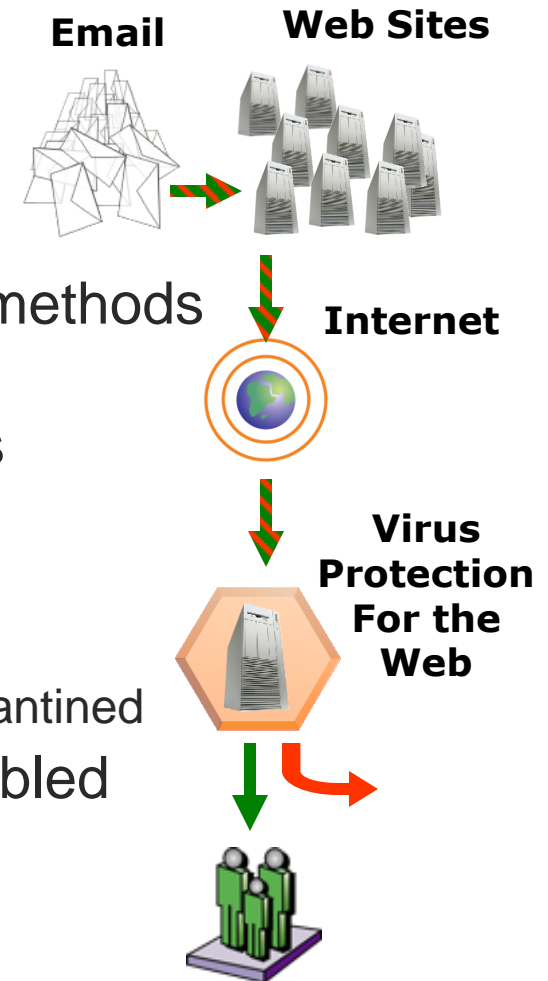 Email
Web Sites
methods
Internet
s
Virus
Protection
For the
Web
antined
bled